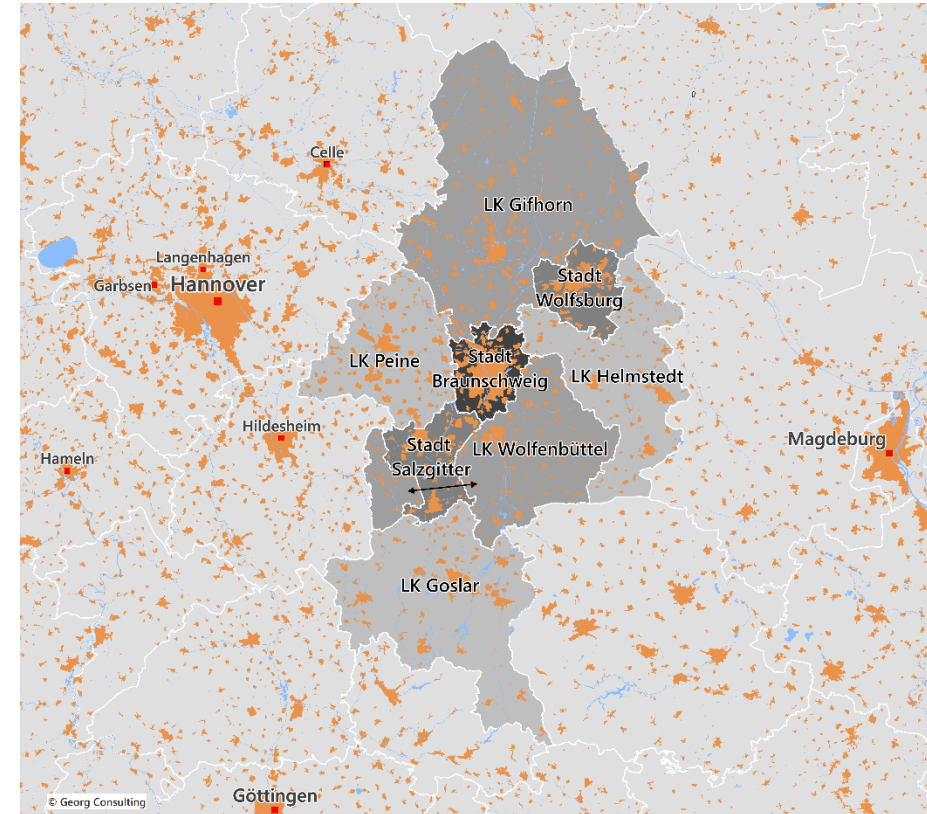 Celle
LK Gifhorn
Langenhagen
Garbsen
Hannover
Stadt
Wolfsburg
LK Peine
Stadt
Braunschweig
LK Helmstedt
Hildesheim
Stadt
Salzgitter
LK Wolfenbüttel
Magdeburg
Hameln
LK Goslar
Göttingen
© Georg Consulting